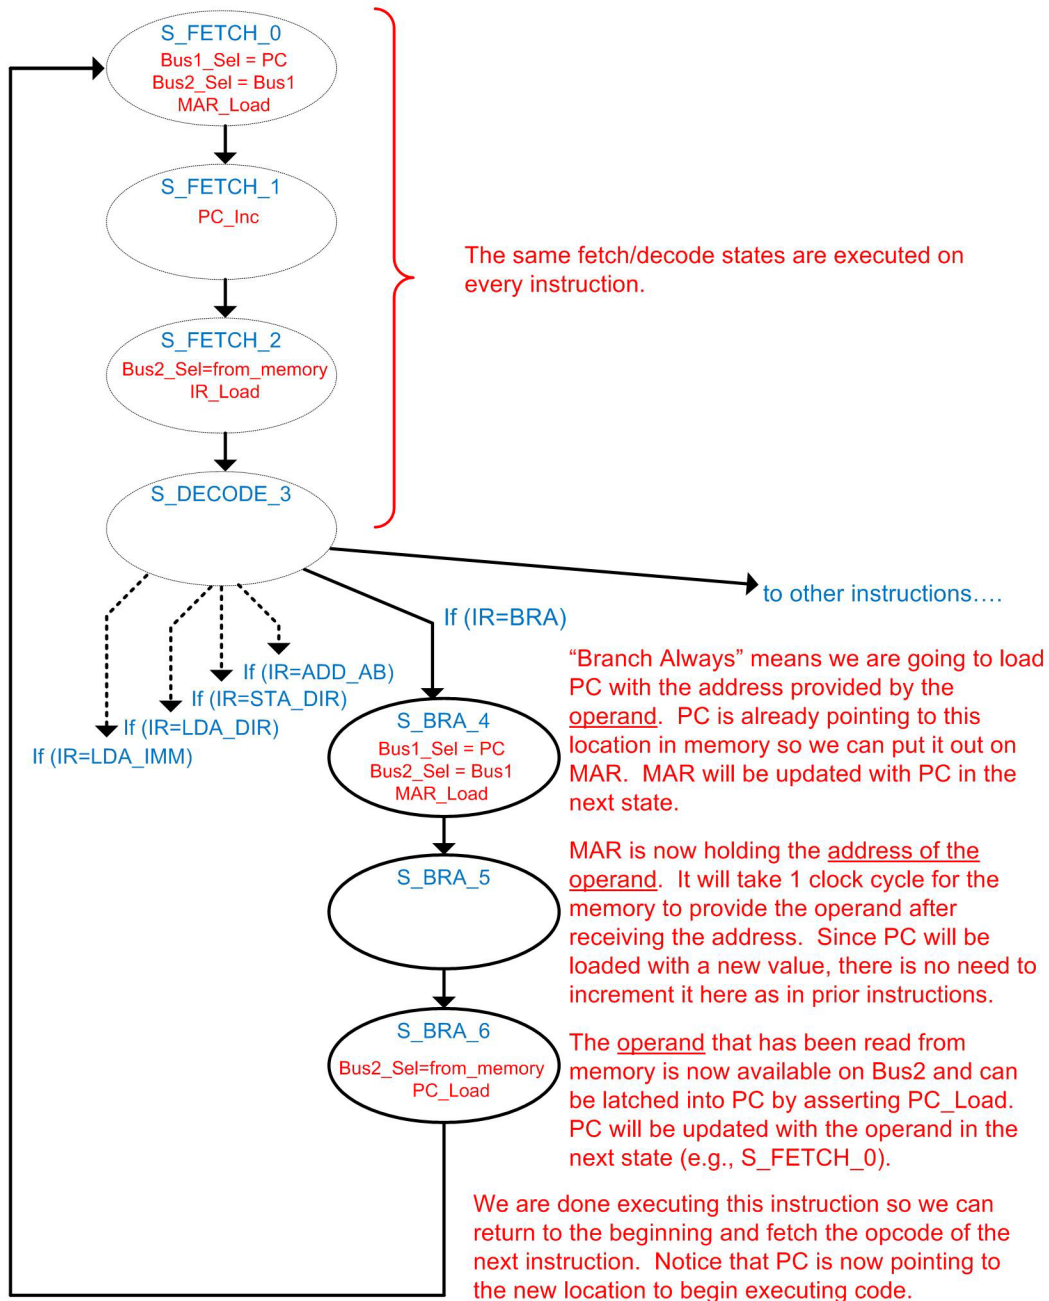 S_FETCH_0
Bus1_Sel = PC
Bus2_Sel = Bus1
MAR_Load
S_FETCH_1
PC_Inc
The same fetch/decode states are executed on
every instruction.
S_FETCH_2
Bus2_Sel=from_memory
IR_Load
S_DECODE_3
to other instructions....
If (IR=BRA)
If (IR=ADD_AB)
If (IR=STA_DIR)
If (IR=LDA_DIR)
If (IR=LDA_IMM)
S_BRA_4
Bus1_Sel = PC
Bus2_Sel = Bus1
MAR_Load
“Branch Always” means we are going to load
PC with the address provided by the
operand.  PC is already pointing to this
location in memory so we can put it out on
MAR.  MAR will be updated with PC in the
next state.
S_BRA_5
MAR is now holding the address of the
operand.  It will take 1 clock cycle for the
memory to provide the operand after
receiving the address.  Since PC will be
loaded with a new value, there is no need to
increment it here as in prior instructions.
S_BRA_6
Bus2_Sel=from_memory
PC_Load
The operand that has been read from
memory is now available on Bus2 and can
be latched into PC by asserting PC_Load.
PC will be updated with the operand in the
next state (e.g., S_FETCH_0).
We are done executing this instruction so we can
return to the beginning and fetch the opcode of the
next instruction.  Notice that PC is now pointing to
the new location to begin executing code.